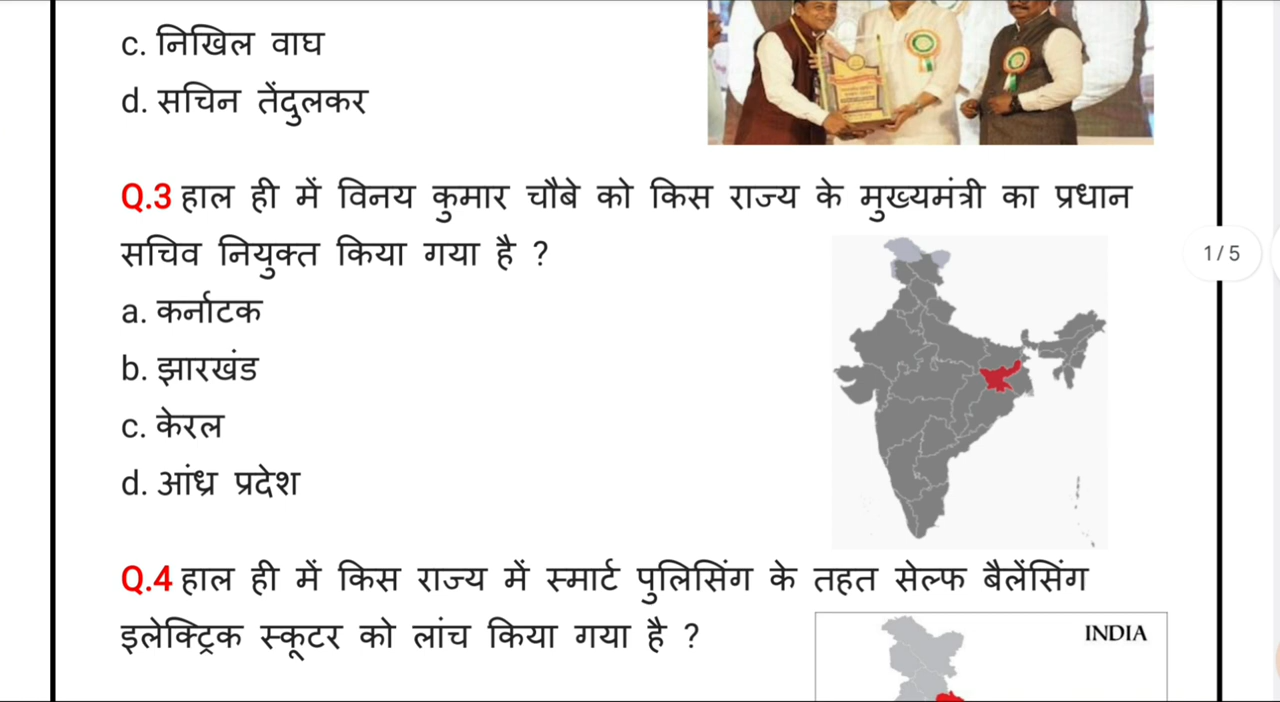 c. निखिल वाघ
d. सचिन तेंदुलकर
Q.3 हाल ही में विनय कुमार चौबे को किस राज्य के मुख्यमंत्री का प्रधान
सचिव नियुक्त किया गया है ?
1 / 5
a. कर्नाटक
b. झारखंड
c. केरल
d. आंध्र प्रदेश
Q.4 हाल ही में किस राज्य में स्मार्ट पुलिसिंग के तहत सेल्फ बैलेंसिंग
इलेक्ट्रिक स्कूटर को लांच किया गया है ?
INDIA